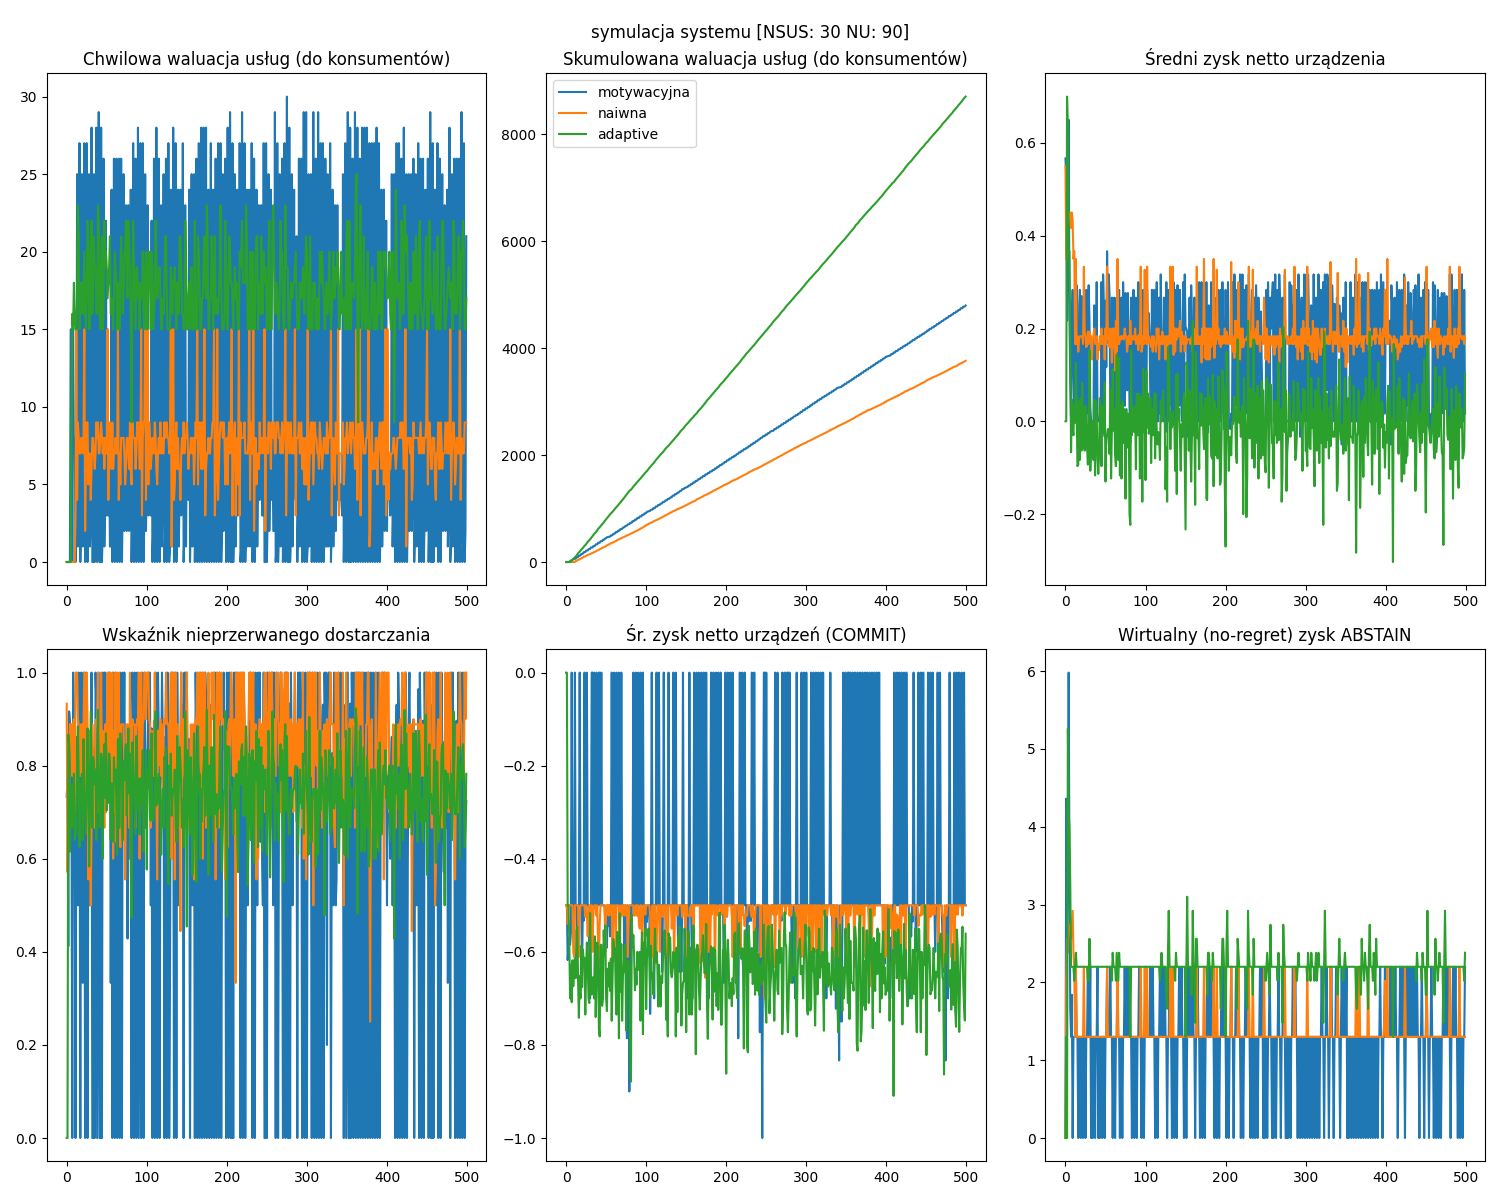 symulacja systemu [NSUS: 30 NU: 90]
Chwilowa waluacja usług (do konsumentów)
30
25
20
15
10
5
0
0 100 200 300 400 500
Skumulowana waluacja usług (do konsumentów)
motywacyjna
naiwna
adaptive
8000
6000
4000
2000
0
0 100 200 300 400 500
Średni zysk netto urządzenia
0.6
0.4
0.2
0.0
−0.2
0 100 200 300 400 500
Wskaźnik nieprzerwanego dostarczania
1.0
0.8
0.6
0.4
0.2
0.0
0 100 200 300 400 500
Śr. zysk netto urządzeń (COMMIT)
0.0
−0.2
−0.4
−0.6
−0.8
−1.0
0 100 200 300 400 500
Wirtualny (no-regret) zysk ABSTAIN
6
5
4
3
2
1
0
0 100 200 300 400 500